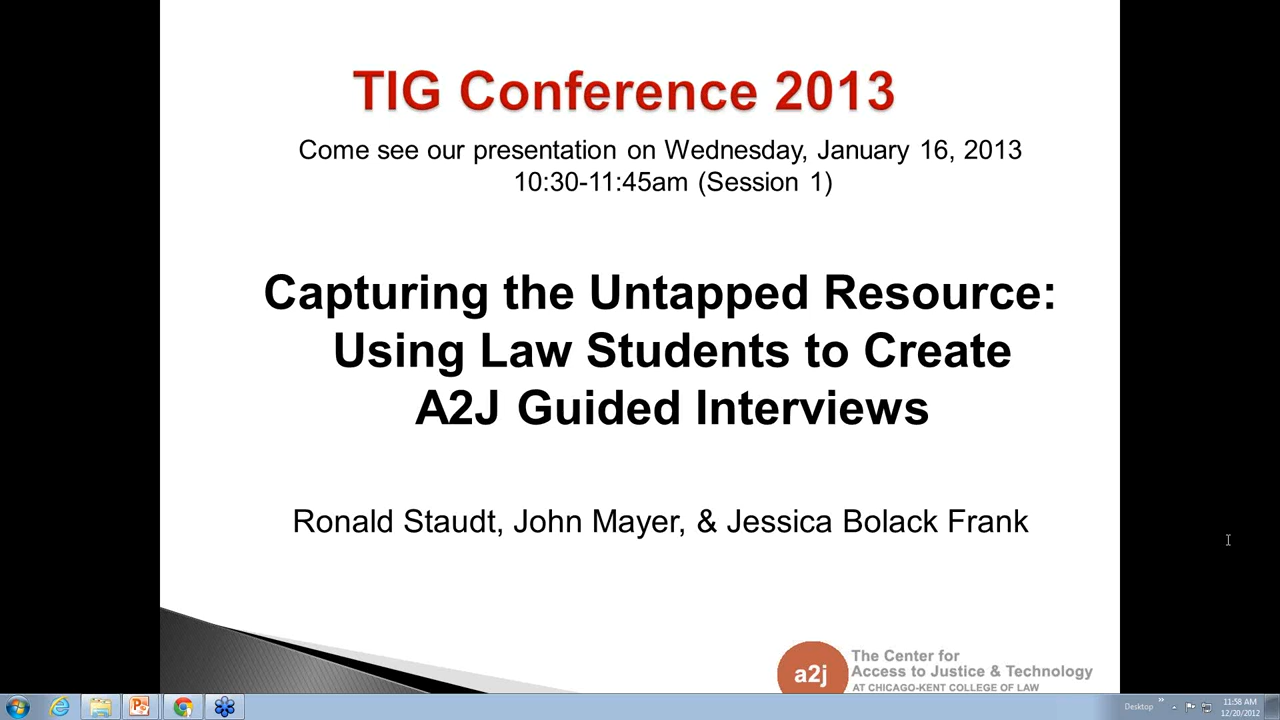 TIG Conference 2013
Come see our presentation on Wednesday, January 16, 2013
10:30-11:45am (Session 1)
Capturing the Untapped Resource:
Using Law Students to Create
A2J Guided Interviews
Ronald Staudt, John Mayer, & Jessica Bolack Frank
a2j
The Center for
Access to Justice & Technology
AT CHICAGO-KENT COLLEGE OF LAW
Desktop
11:58 AM
12/20/2012